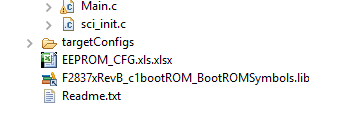 Main.c
sci_init.c
targetConfigs
EEPROM_CFG.xls.xlsx
F2837xRevB_c1bootROM_BootROMSymbols.lib
Readme.txt